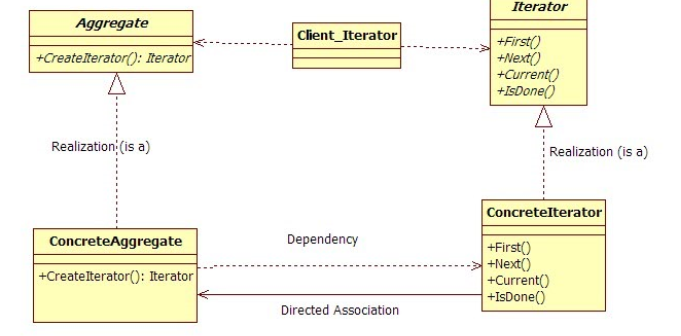 Aggregate
+CreateIterator(): Iterator
Client_Iterator
Iterator
+First()
+Next()
+Current()
+IsDone()
Realization (is a)
Realization (is a)
ConcreteAggregate
+CreateIterator(): Iterator
Dependency
Directed Association
ConcreteIterator
+First()
+Next()
+Current()
+IsDone()